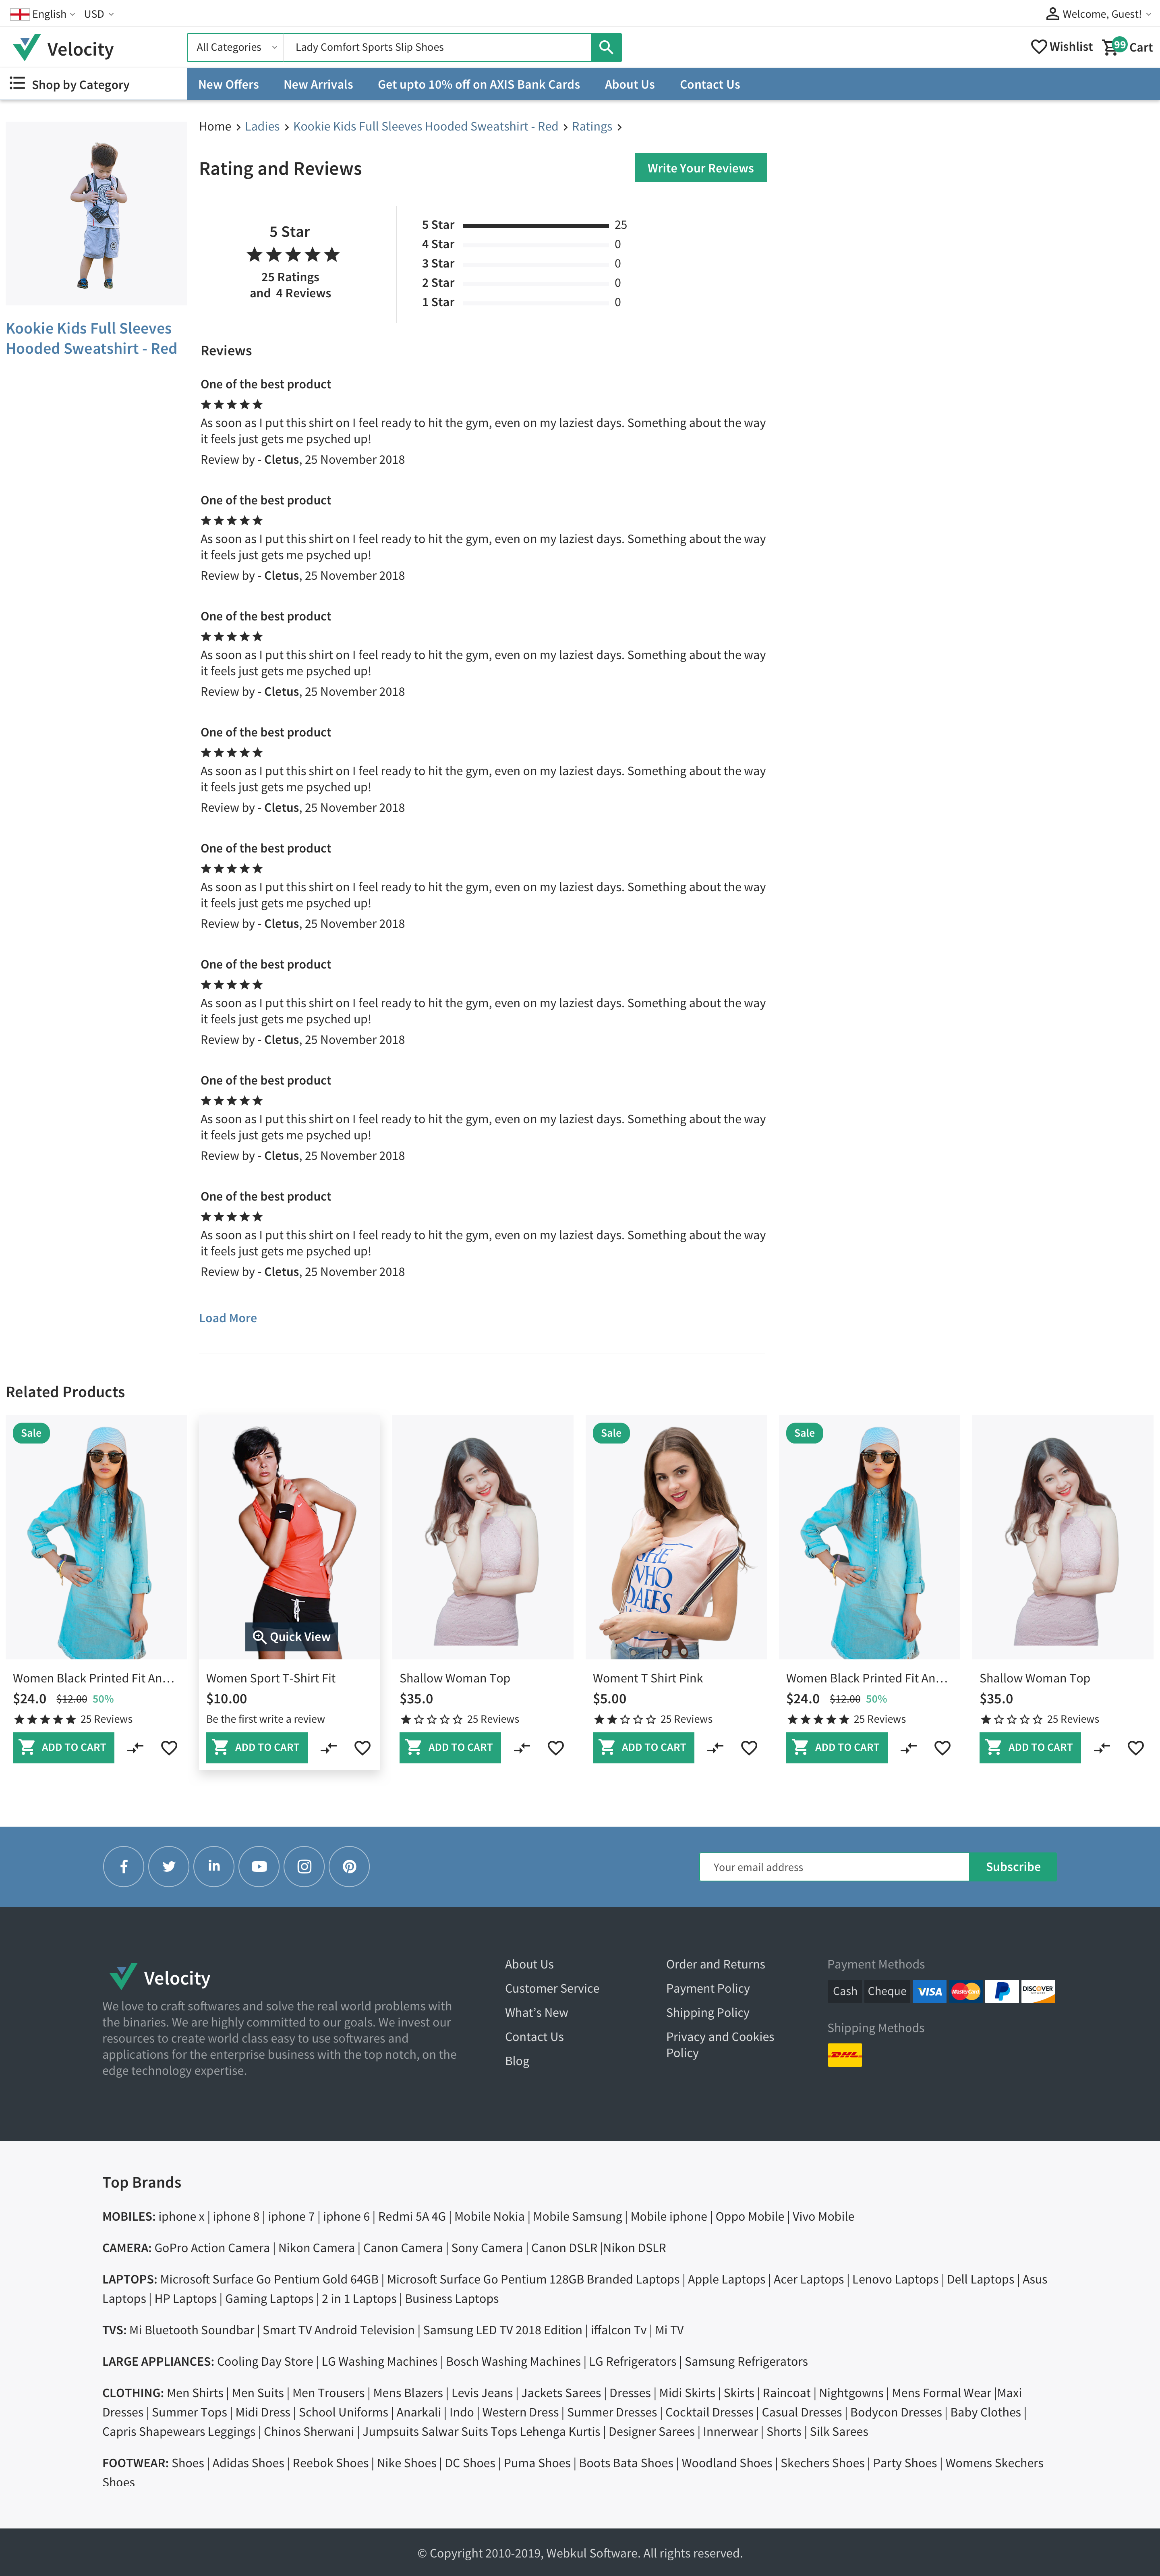 English USD Welcome, Guest!
Velocity All Categories Lady Comfort Sports Slip Shoes Wishlist 99 Cart
Shop by Category New Offers New Arrivals Get upto 10% off on AXIS Bank Cards About Us Contact Us
Home Ladies Kookie Kids Full Sleeves Hooded Sweatshirt - Red Ratings
Rating and Reviews Write Your Reviews
5 Star
25 Ratings
and 4 Reviews
5 Star 25
4 Star 0
3 Star 0
2 Star 0
1 Star 0
Kookie Kids Full Sleeves
Hooded Sweatshirt - Red
Reviews
One of the best product
As soon as I put this shirt on I feel ready to hit the gym, even on my laziest days. Something about the way
it feels just gets me psyched up!
Review by - Cletus, 25 November 2018
One of the best product
As soon as I put this shirt on I feel ready to hit the gym, even on my laziest days. Something about the way
it feels just gets me psyched up!
Review by - Cletus, 25 November 2018
One of the best product
As soon as I put this shirt on I feel ready to hit the gym, even on my laziest days. Something about the way
it feels just gets me psyched up!
Review by - Cletus, 25 November 2018
One of the best product
As soon as I put this shirt on I feel ready to hit the gym, even on my laziest days. Something about the way
it feels just gets me psyched up!
Review by - Cletus, 25 November 2018
One of the best product
As soon as I put this shirt on I feel ready to hit the gym, even on my laziest days. Something about the way
it feels just gets me psyched up!
Review by - Cletus, 25 November 2018
One of the best product
As soon as I put this shirt on I feel ready to hit the gym, even on my laziest days. Something about the way
it feels just gets me psyched up!
Review by - Cletus, 25 November 2018
One of the best product
As soon as I put this shirt on I feel ready to hit the gym, even on my laziest days. Something about the way
it feels just gets me psyched up!
Review by - Cletus, 25 November 2018
One of the best product
As soon as I put this shirt on I feel ready to hit the gym, even on my laziest days. Something about the way
it feels just gets me psyched up!
Review by - Cletus, 25 November 2018
Load More
Related Products
Sale
Women Black Printed Fit An...
$24.0 $12.00 50%
25 Reviews
ADD TO CART
Quick View
Women Sport T-Shirt Fit
$10.00
Be the first write a review
ADD TO CART
Shallow Woman Top
$35.0
25 Reviews
ADD TO CART
Sale
SHE
WHO
DARES
Woment T Shirt Pink
$5.00
25 Reviews
ADD TO CART
Sale
Women Black Printed Fit An...
$24.0 $12.00 50%
25 Reviews
ADD TO CART
Shallow Woman Top
$35.0
25 Reviews
ADD TO CART
Your email address Subscribe
Velocity
We love to craft softwares and solve the real world problems with
the binaries. We are highly committed to our goals. We invest our
resources to create world class easy to use softwares and
applications for the enterprise business with the top notch, on the
edge technology expertise.
About Us
Customer Service
What's New
Contact Us
Blog
Order and Returns
Payment Policy
Shipping Policy
Privacy and Cookies
Policy
Payment Methods
Cash Cheque VISA MasterCard DISCOVER
Shipping Methods
DHL
Top Brands
MOBILES: iphone x | iphone 8 | iphone 7 | iphone 6 | Redmi 5A 4G | Mobile Nokia | Mobile Samsung | Mobile iphone | Oppo Mobile | Vivo Mobile
CAMERA: GoPro Action Camera | Nikon Camera | Canon Camera | Sony Camera | Canon DSLR |Nikon DSLR
LAPTOPS: Microsoft Surface Go Pentium Gold 64GB | Microsoft Surface Go Pentium 128GB Branded Laptops | Apple Laptops | Acer Laptops | Lenovo Laptops | Dell Laptops | Asus
Laptops | HP Laptops | Gaming Laptops | 2 in 1 Laptops | Business Laptops
TVS: Mi Bluetooth Soundbar | Smart TV Android Television | Samsung LED TV 2018 Edition | iffalcon Tv | Mi TV
LARGE APPLIANCES: Cooling Day Store | LG Washing Machines | Bosch Washing Machines | LG Refrigerators | Samsung Refrigerators
CLOTHING: Men Shirts | Men Suits | Men Trousers | Mens Blazers | Levis Jeans | Jackets Sarees | Dresses | Midi Skirts | Skirts | Raincoat | Nightgowns | Mens Formal Wear |Maxi
Dresses | Summer Tops | Midi Dress | School Uniforms | Anarkali | Indo | Western Dress | Summer Dresses | Cocktail Dresses | Casual Dresses | Bodycon Dresses | Baby Clothes |
Capris Shapewears Leggings | Chinos Sherwani | Jumpsuits Salwar Suits Tops Lehenga Kurtis | Designer Sarees | Innerwear | Shorts | Silk Sarees
FOOTWEAR: Shoes | Adidas Shoes | Reebok Shoes | Nike Shoes | DC Shoes | Puma Shoes | Boots Bata Shoes | Woodland Shoes | Skechers Shoes | Party Shoes | Womens Skechers
Shoes
© Copyright 2010-2019, Webkul Software. All rights reserved.